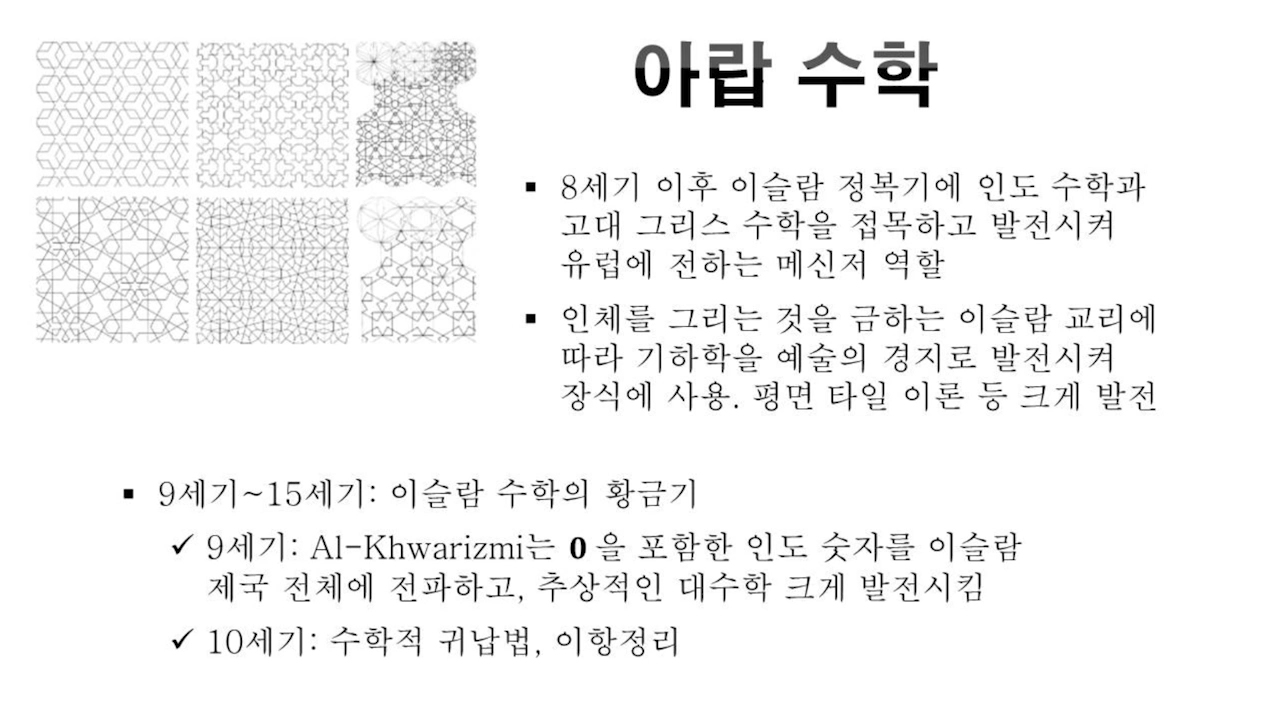 아랍 수학
▪ 8세기 이후 이슬람 정복기에 인도 수학과
고대 그리스 수학을 접목하고 발전시켜
유럽에 전하는 메신저 역할
▪ 인체를 그리는 것을 금하는 이슬람 교리에
따라 기하학을 예술의 경지로 발전시켜
장식에 사용. 평면 타일 이론 등 크게 발전
▪ 9세기~15세기: 이슬람 수학의 황금기
✓ 9세기: Al-Khwarizmi는 0 을 포함한 인도 숫자를 이슬람
제국 전체에 전파하고, 추상적인 대수학 크게 발전시킴
✓ 10세기: 수학적 귀납법, 이항정리